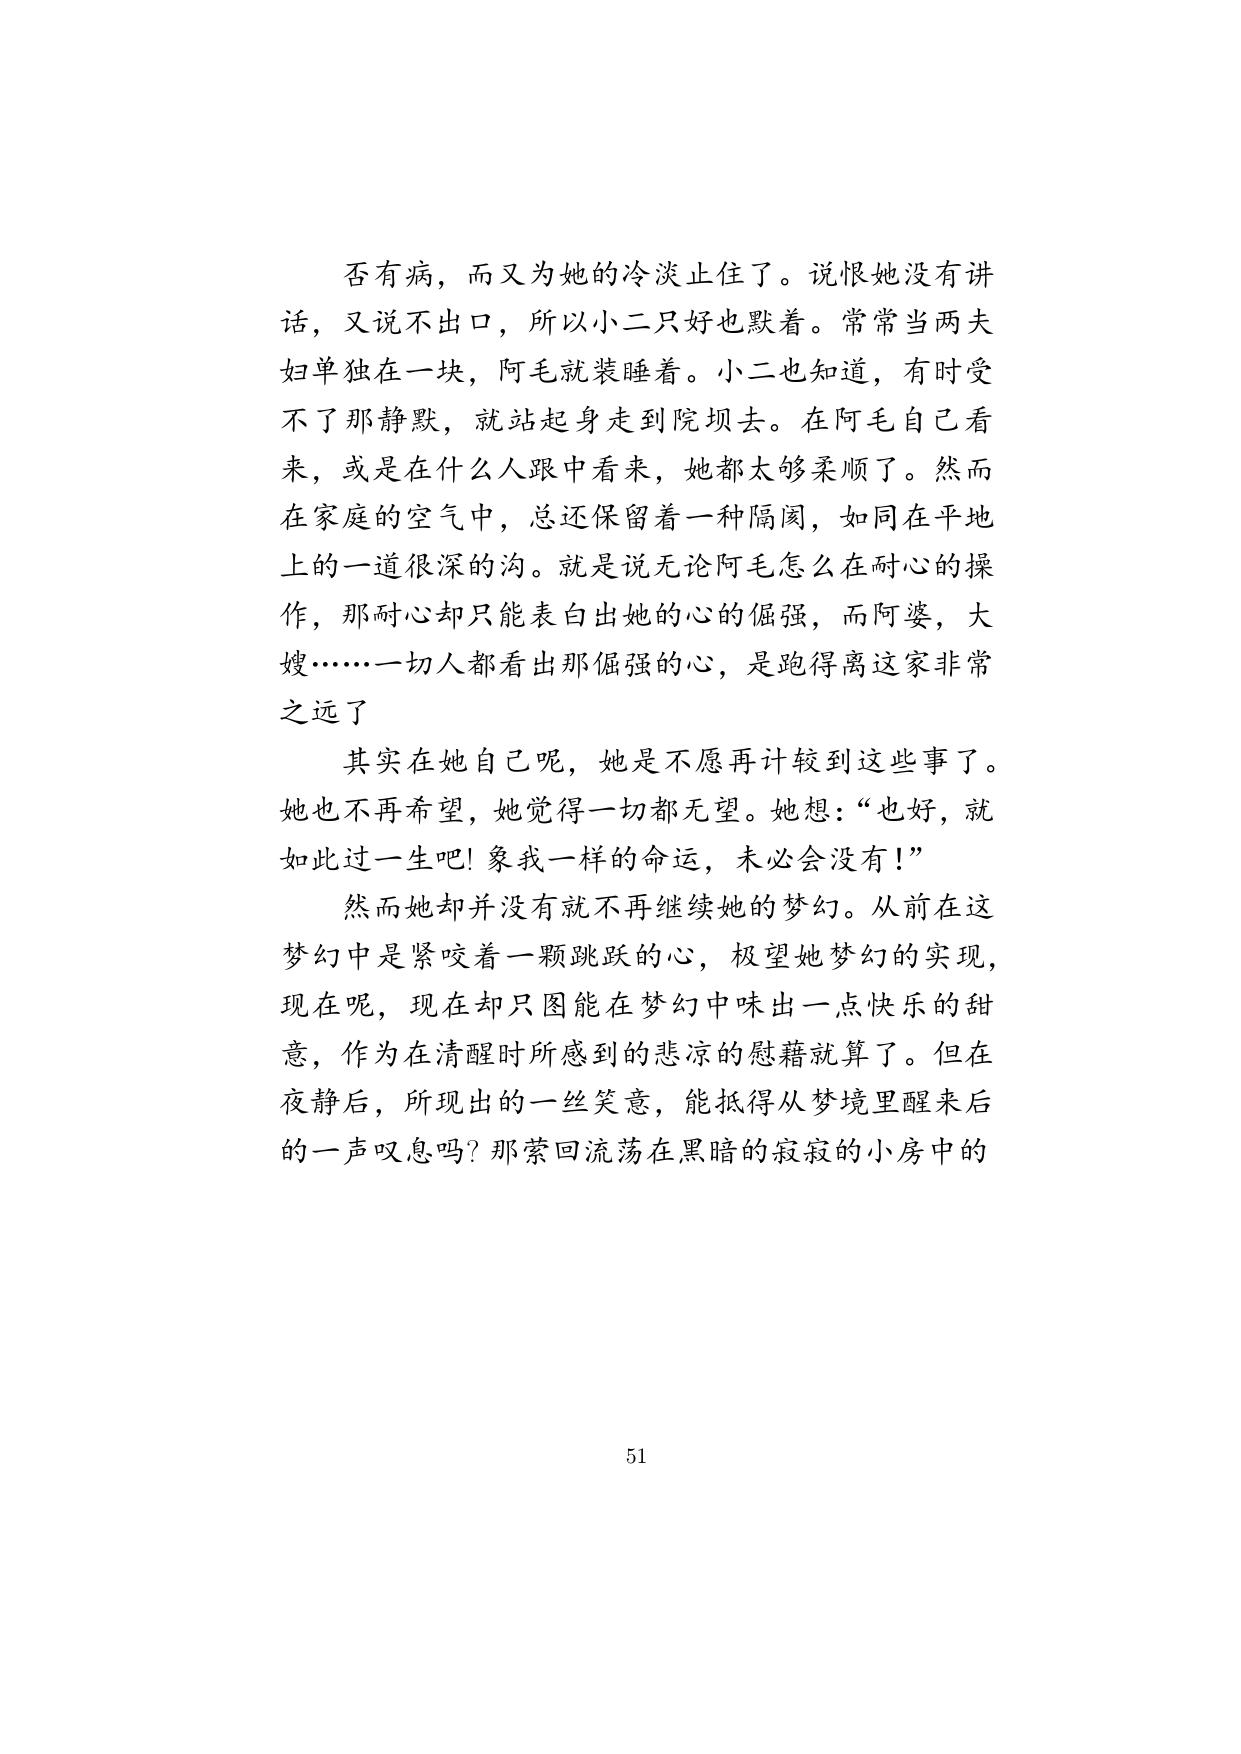 否有病，而又为她的冷淡止住了。说恨她没有讲
话，又说不出口，所以小二只好也默着。常常当两夫
妇单独在一块，阿毛就装睡着。小二也知道，有时受
不了那静默，就站起身走到院坝去。在阿毛自己看
来，或是在什么人跟中看来，她都太够柔顺了。然而
在家庭的空气中，总还保留着一种隔阂，如同在平地
上的一道很深的沟。就是说无论阿毛怎么在耐心的操
作，那耐心却只能表白出她的心的倔强，而阿婆，大
嫂……一切人都看出那倔强的心，是跑得离这家非常
之远了
其实在她自己呢，她是不愿再计较到这些事了。
她也不再希望，她觉得一切都无望。她想：“也好，就
如此过一生吧！象我一样的命运，未必会没有！”
然而她却并没有就不再继续她的梦幻。从前在这
梦幻中是紧咬着一颗跳跃的心，极望她梦幻的实现，
现在呢，现在却只图能在梦幻中味出一点快乐的甜
意，作为在清醒时所感到的悲凉的慰藉就算了。但在
夜静后，所现出的一丝笑意，能抵得从梦境里醒来后
的一声叹息吗？那萦回流荡在黑暗的寂寂的小房中的
51